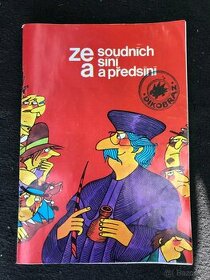 ze soudních
síní
a a předsíní
DIKOBRAZ